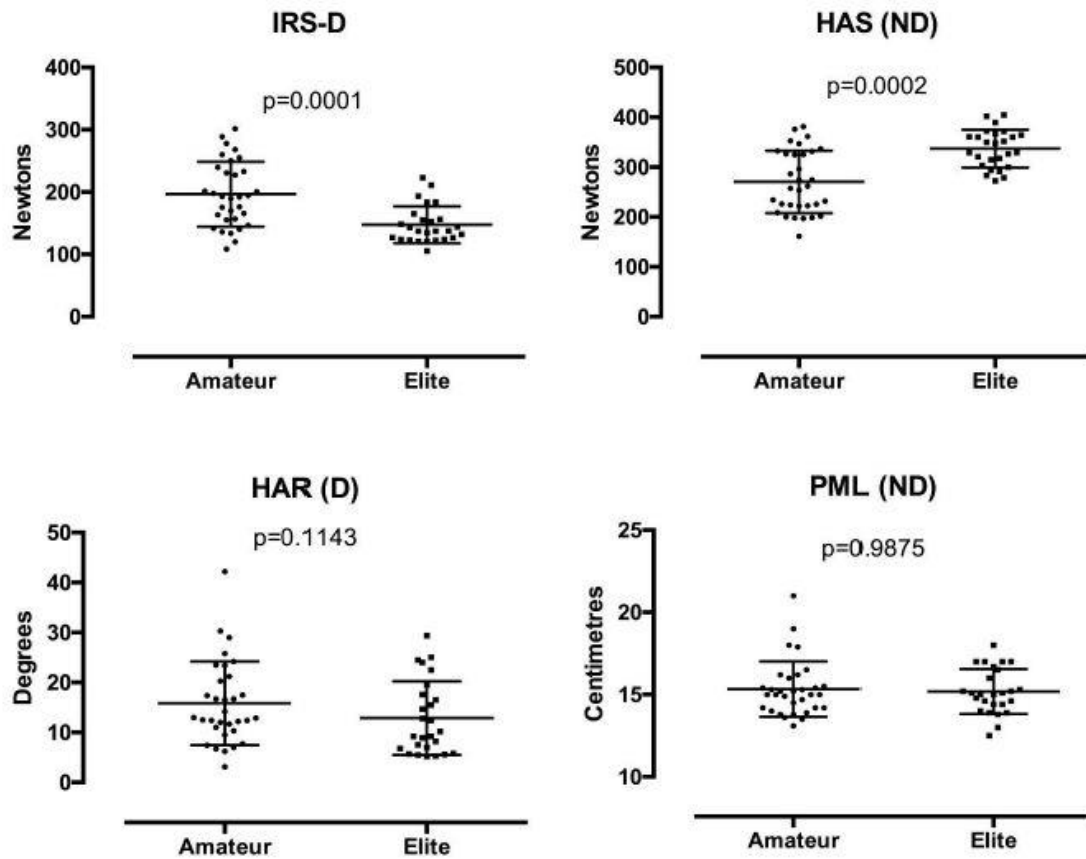 IRS-D
400
300
200
100
0
Newtons
p=0.0001
Amateur Elite
HAS (ND)
500
400
300
200
100
0
Newtons
p=0.0002
Amateur Elite
HAR (D)
50
40
30
20
10
0
Degrees
p=0.1143
Amateur Elite
PML (ND)
25
20
15
10
Centimetres
p=0.9875
Amateur Elite